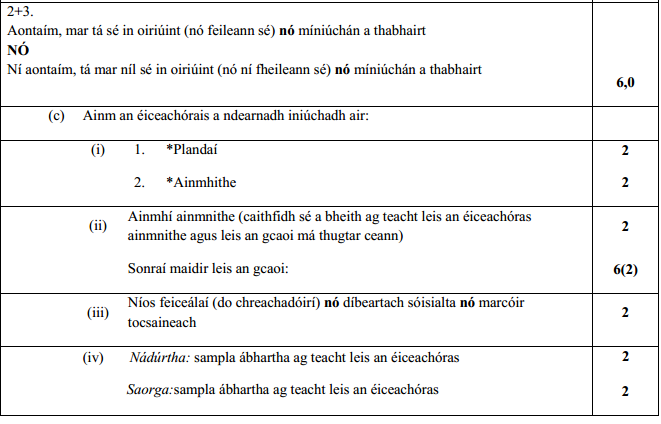 2+3.
Aontaím, mar tá sé in oiriúint (nó feileann sé) nó míniúchán a thabhairt
NÓ
Ní aontaím, tá mar níl sé in oiriúint (nó ní fheileann sé) nó míniúchán a thabhairt
6,0
(c) Ainm an éiceachórais a ndearnadh iniúchadh air:
(i) 1. *Plandaí 2
2. *Ainmhithe 2
(ii) Ainmhí ainmnithe (caithfidh sé a bheith ag teacht leis an éiceachóras
ainmnithe agus leis an gcaoi má thugtar ceann) 2
Sonraí maidir leis an gcaoi: 6(2)
(iii) Níos feiceálaí (do chreachadóirí) nó díbeartach sóisialta nó marcóir
tocsaineach 2
(iv) Nádúrtha: sampla ábhartha ag teacht leis an éiceachóras 2
Saorga:sampla ábhartha ag teacht leis an éiceachóras 2